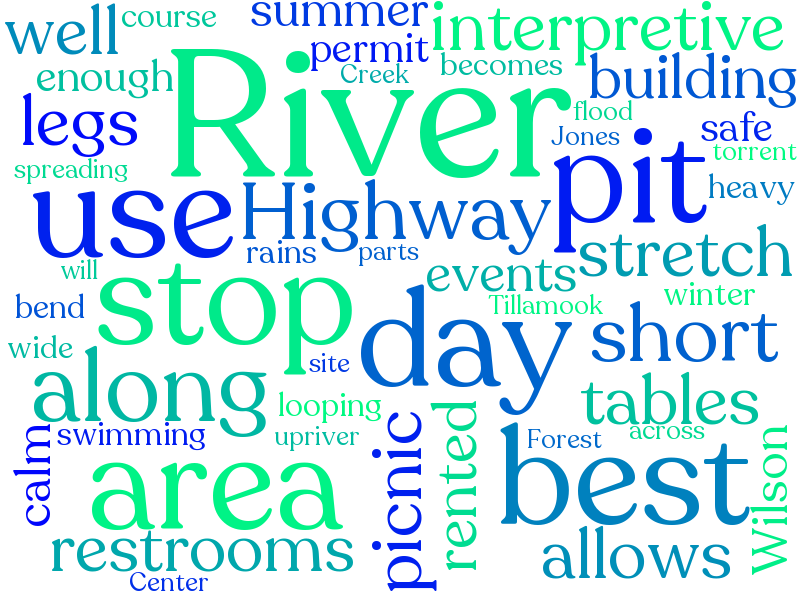 well
course
summer
permit
interpretive
enough
Creek
becomes
building
River
legs
flood
Jones
safe
torrent
spreading
use
Highway
pit
heavy
rains
parts
stretch
will
stop
events
bend
Tillamook
winter
wide
site
day
short
along
looping
tables
calm
swimming
upriver
picnic
rented
Forest
across
best
Wilson
area
restrooms
allows
Center